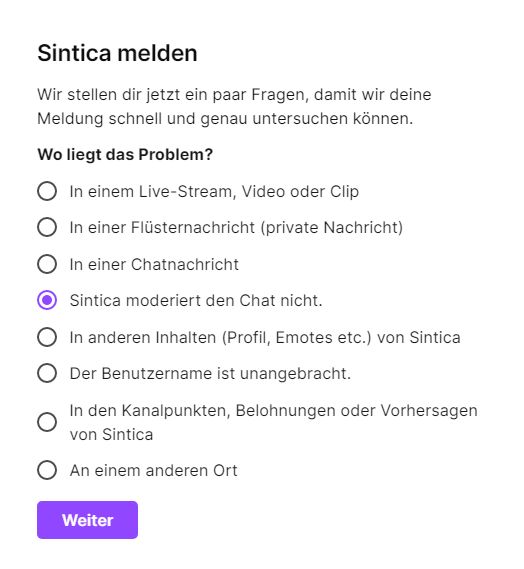 Sintica melden
Wir stellen dir jetzt ein paar Fragen, damit wir deine
Meldung schnell und genau untersuchen können.
Wo liegt das Problem?
In einem Live-Stream, Video oder Clip
In einer Flüsternachricht (private Nachricht)
In einer Chatnachricht
Sintica moderiert den Chat nicht.
In anderen Inhalten (Profil, Emotes etc.) von Sintica
Der Benutzername ist unangebracht.
In den Kanalpunkten, Belohnungen oder Vorhersagen
von Sintica
An einem anderen Ort
Weiter